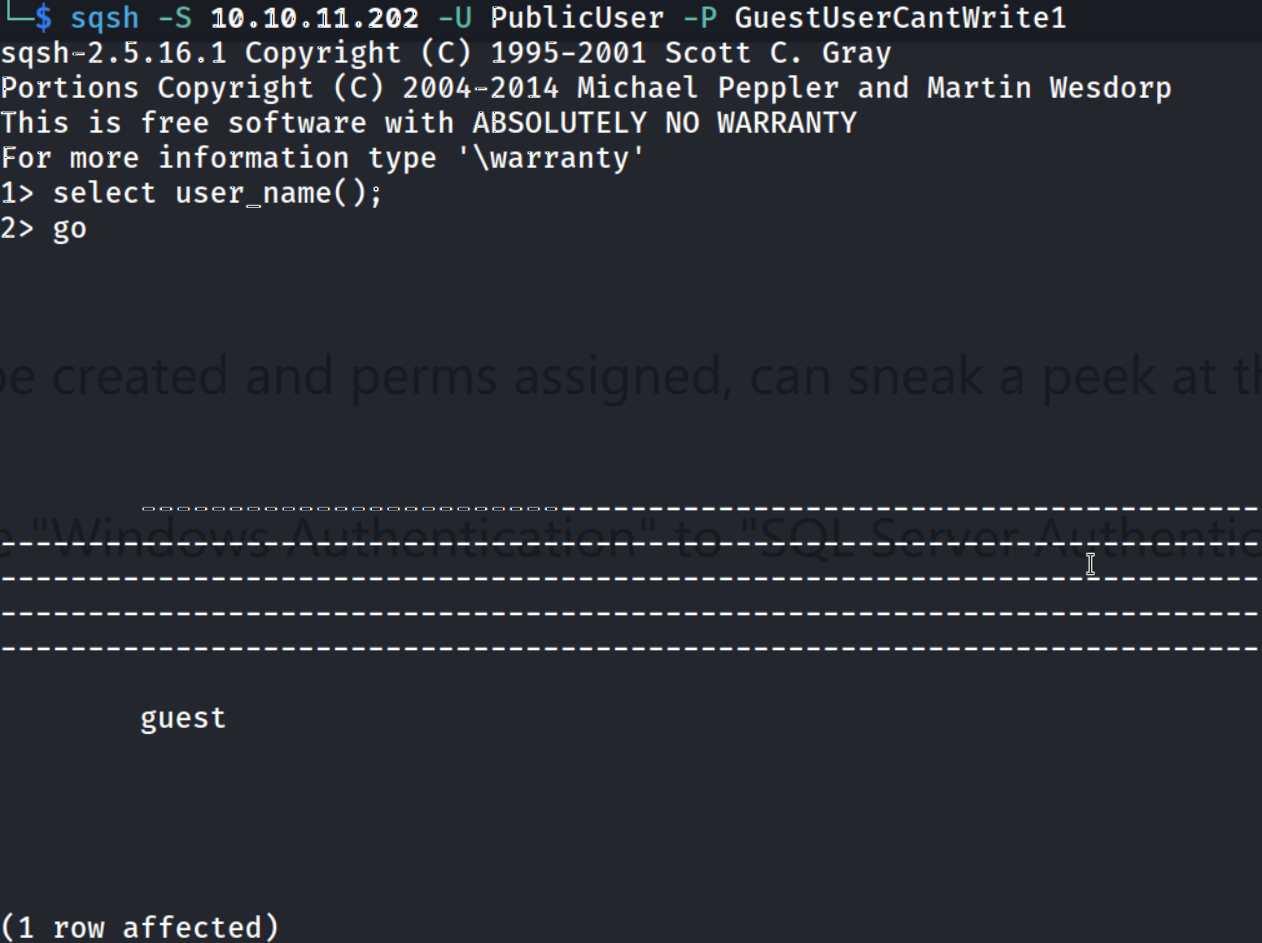 └─$ sqsh -S 10.10.11.202 -U PublicUser -P GuestUserCantWrite1
sqsh-2.5.16.1 Copyright (C) 1995-2001 Scott C. Gray
Portions Copyright (C) 2004-2014 Michael Peppler and Martin Wesdorp
This is free software with ABSOLUTELY NO WARRANTY
For more information type '\warranty'
1> select user_name();
2> go
be created and perms assigned, can sneak a peek at th
------------------------------------------------
"Windows Authentication" to "SQL Server Authentic
------------------------------------------------------------------------
------------------------------------------------------------------------
------------------------------------------------------------------------
------------------------------------------------------------------------
guest
(1 row affected)